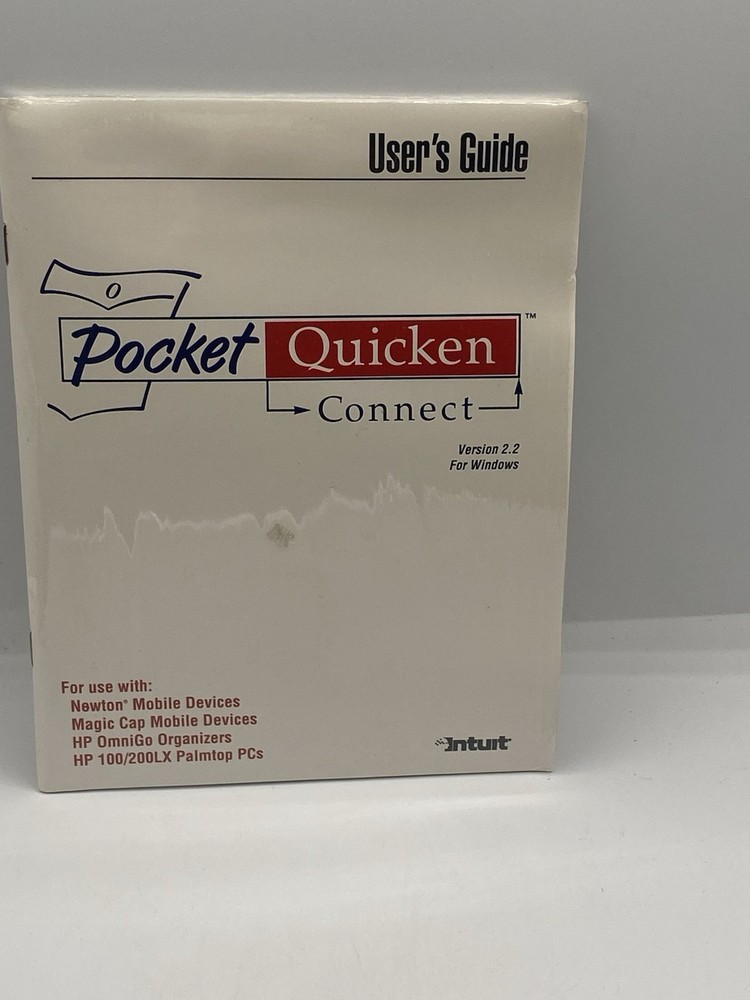 User's Guide
Pocket Quicken™
Connect
Version 2.2
For Windows
For use with:
Newton® Mobile Devices
Magic Cap Mobile Devices
HP OmniGo Organizers
HP 100/200LX Palmtop PCs
Intuit